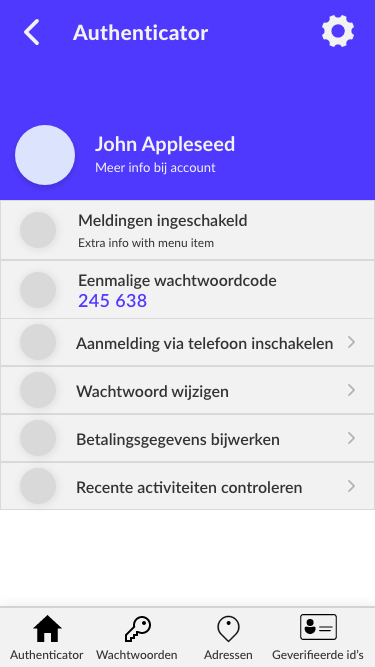 Authenticator
John Appleseed
Meer info bij account
Meldingen ingeschakeld
Extra info with menu item
Eenmalige wachtwoordcode
245 638
Aanmelding via telefoon inschakelen
Wachtwoord wijzigen
Betalingsgegevens bijwerken
Recente activiteiten controleren
Authenticator Wachtwoorden Adressen Geverifieerde id's